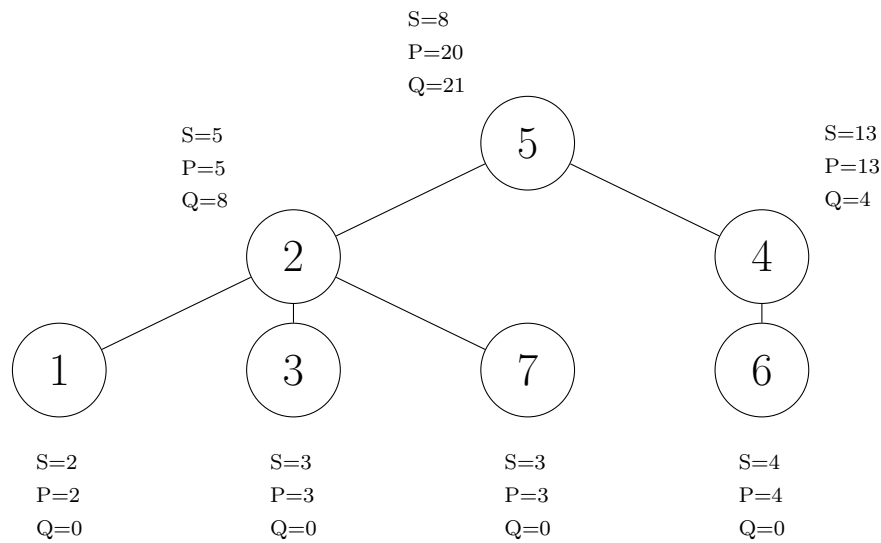 S=8
P=20
Q=21
5
S=5
P=5
Q=8
S=13
P=13
Q=4
2
4
1
3
7
6
S=2
P=2
Q=0
S=3
P=3
Q=0
S=3
P=3
Q=0
S=4
P=4
Q=0